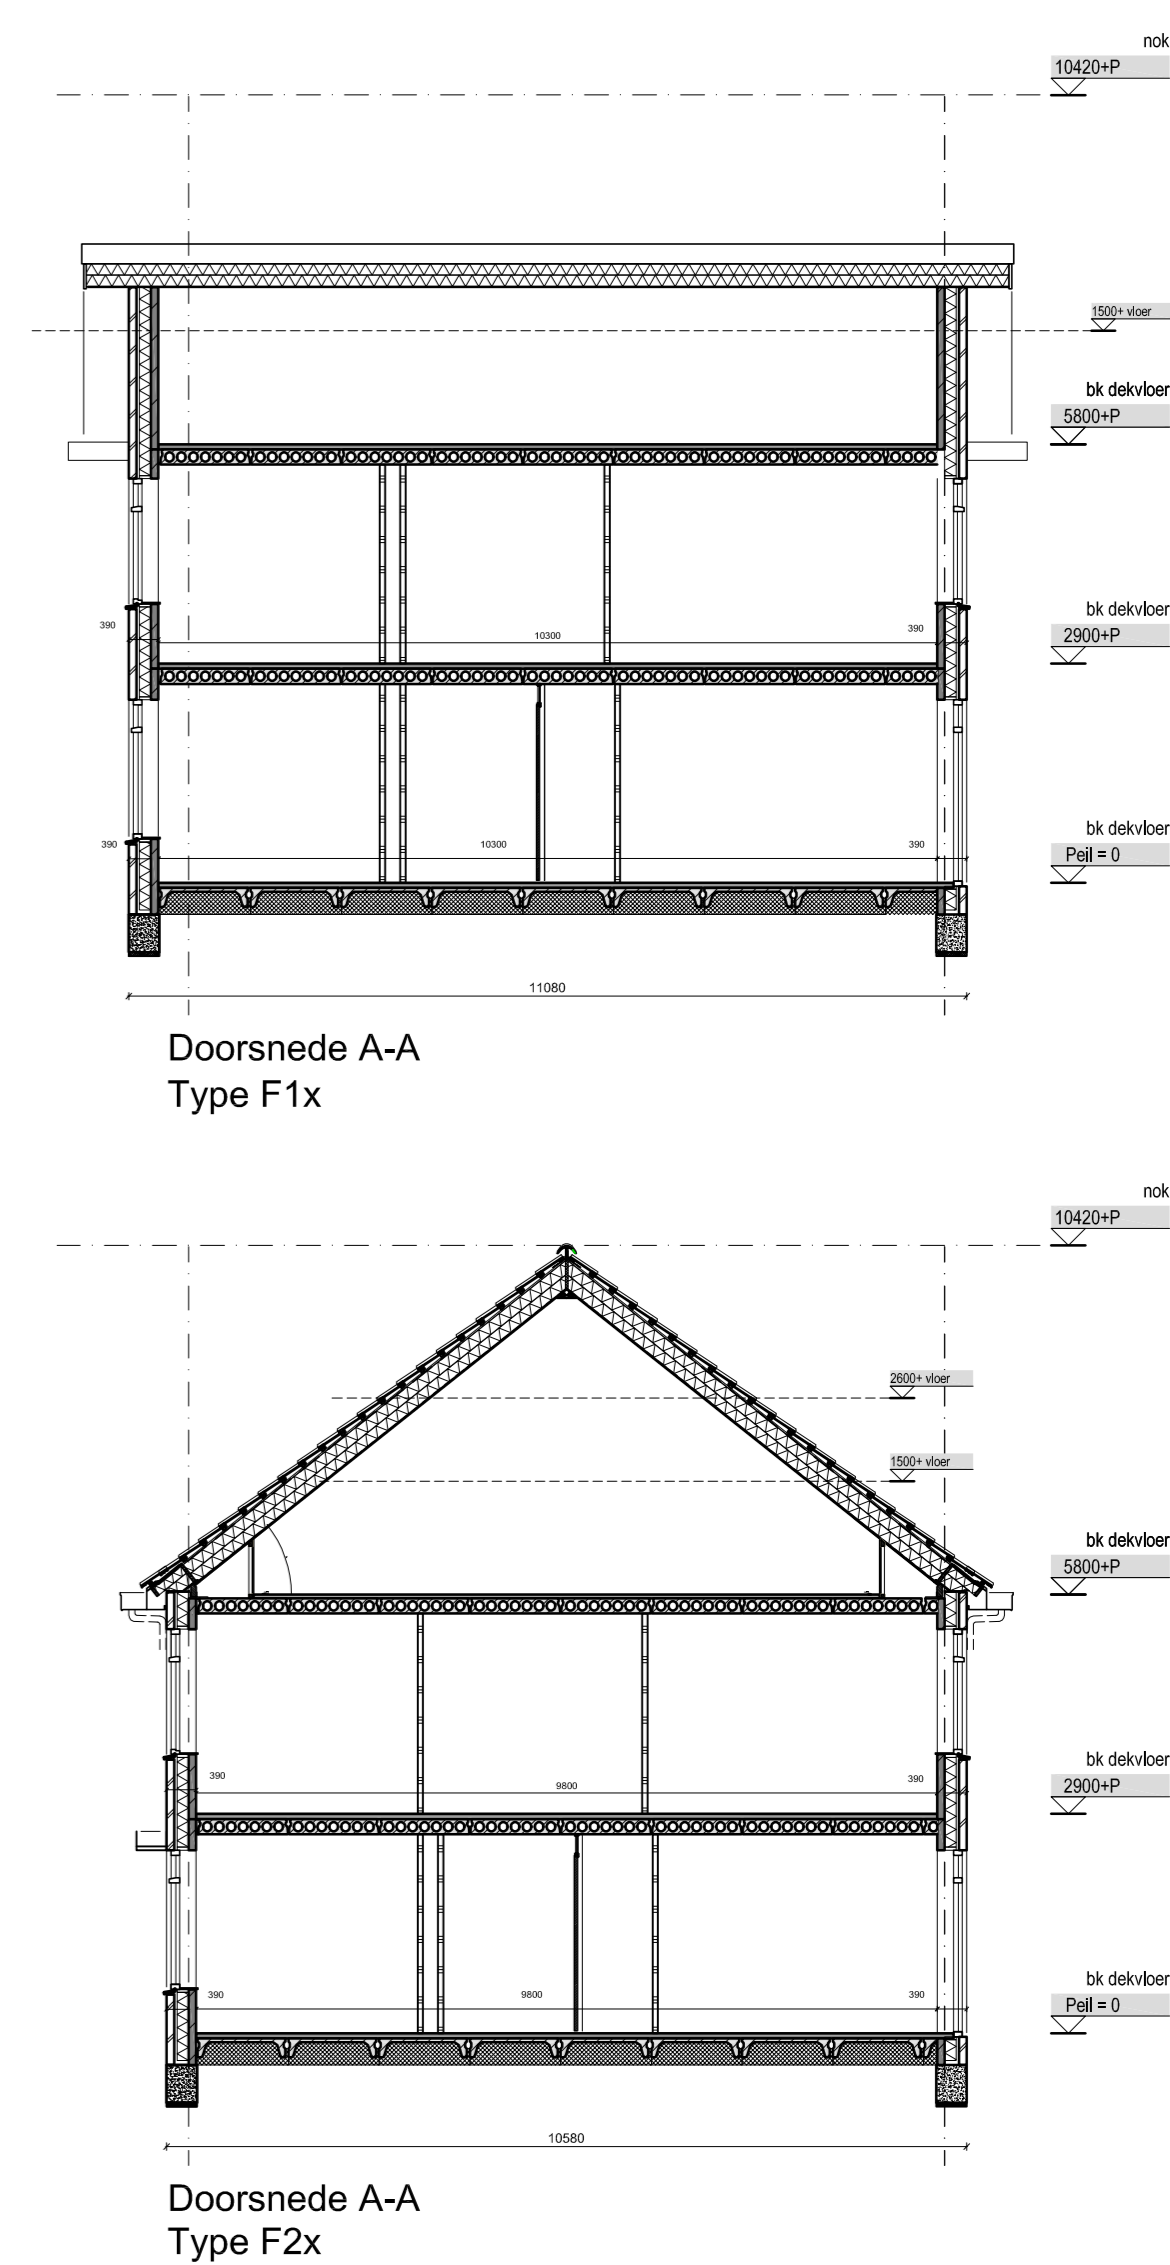 nok
10420+P
1500+ vloer
bk dekvloer
5800+P
bk dekvloer
2900+P
390
10300
390
bk dekvloer
Peil = 0
390
10300
390
11080
Doorsnede A-A
Type F1x
nok
10420+P
2600+ vloer
1500+ vloer
bk dekvloer
5800+P
bk dekvloer
2900+P
390
9800
390
bk dekvloer
Peil = 0
390
9800
390
10580
Doorsnede A-A
Type F2x